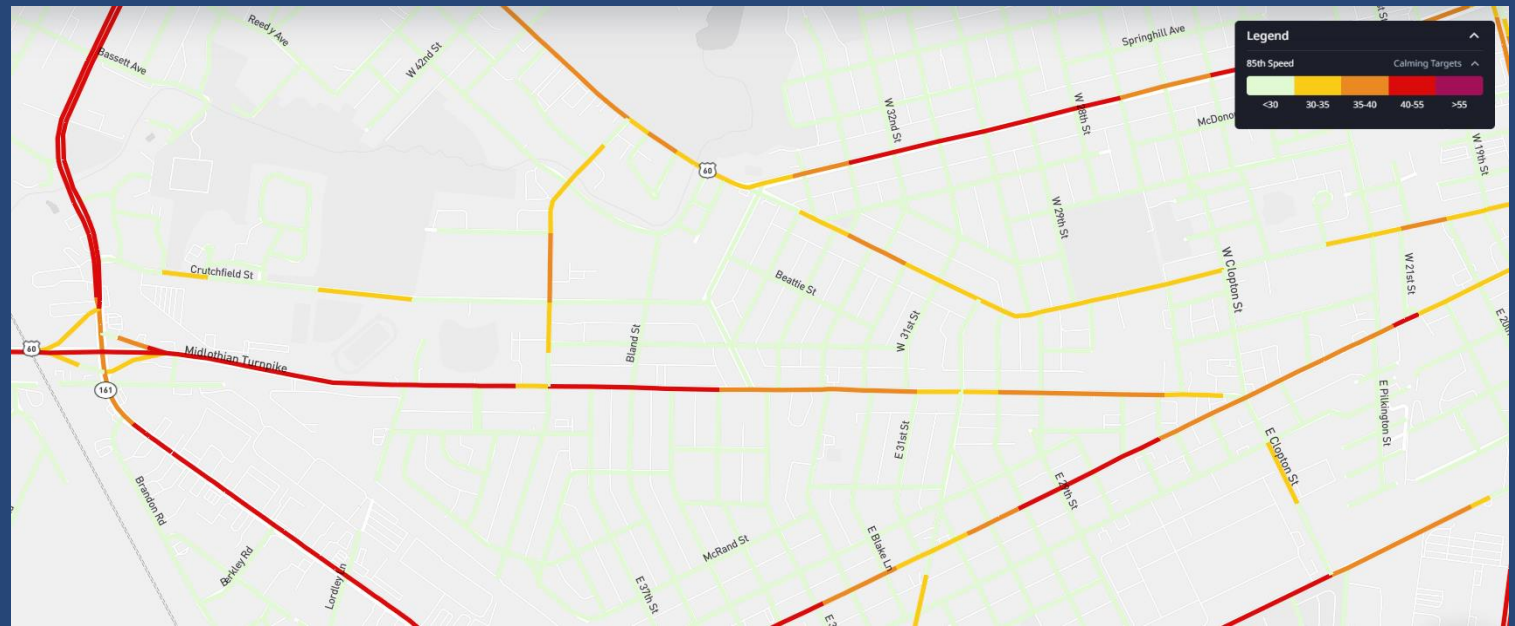 Reedy Ave
Bassett Ave
W 42nd St
Springhill Ave
Legend
85th Speed
Calming Targets
<30
30-35
35-40
40-55
>55
W 32nd St
W 28th St
W 19th St
60
W 29th St
Crutchfield St
Beattie St
W Clopton St
W 21st St
W 31st St
Bland St
60
Midlothian Turnpike
161
E Pilkington St
E 31st St
E Clopton St
E 29th St
Brandon Rd
McRand St
E Blake Ln
Berkley Rd
Lordley Ln
E 37th St